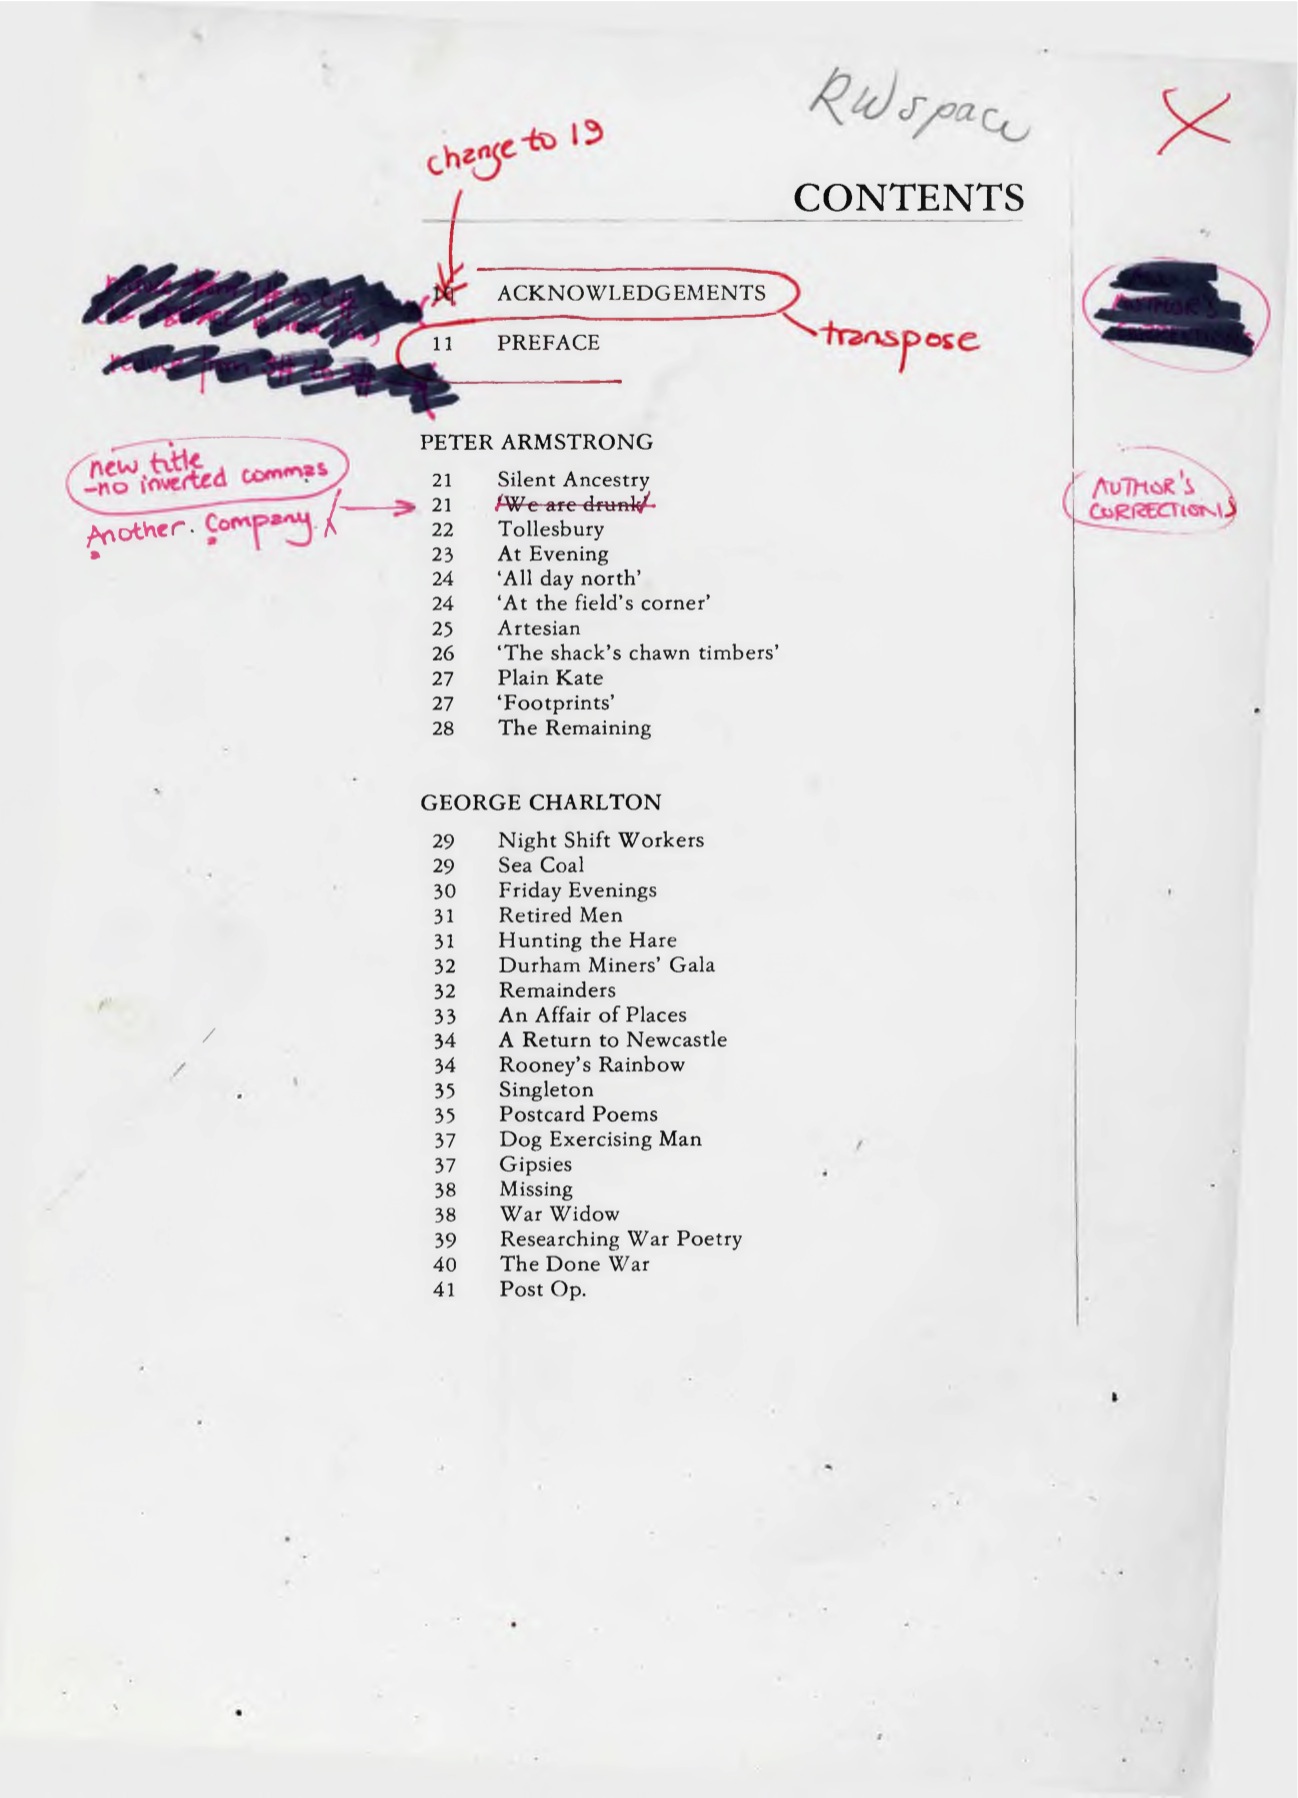 RW space
change to 19
CONTENTS
ACKNOWLEDGEMENTS
transpose
11 PREFACE
PETER ARMSTRONG
new title
-no inverted commas
Another Company
AUTHOR'S
CORRECTIONS
21 Silent Ancestry
21 'We are drunk'
22 Tollesbury
23 At Evening
24 ‘All day north’
24 ‘At the field’s corner’
25 Artesian
26 ‘The shack’s chawn timbers’
27 Plain Kate
27 ‘Footprints’
28 The Remaining
GEORGE CHARLTON
29 Night Shift Workers
29 Sea Coal
30 Friday Evenings
31 Retired Men
31 Hunting the Hare
32 Durham Miners’ Gala
32 Remainders
33 An Affair of Places
34 A Return to Newcastle
34 Rooney’s Rainbow
35 Singleton
35 Postcard Poems
37 Dog Exercising Man
37 Gipsies
38 Missing
38 War Widow
39 Researching War Poetry
40 The Done War
41 Post Op.